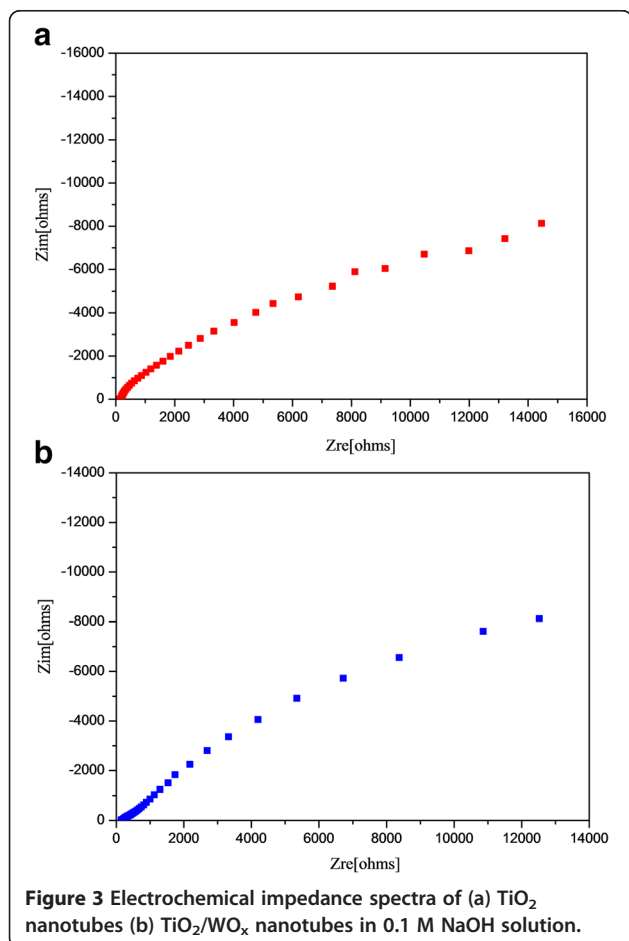 a
-16000
-14000
-12000
-10000
-8000
-6000
-4000
-2000
0
Zim[ohms]
0 2000 4000 6000 8000 10000 12000 14000 16000
Zre[ohms]
b
-14000
-12000
-10000
-8000
-6000
-4000
-2000
0
Zim[ohms]
0 2000 4000 6000 8000 10000 12000 14000
Zre[ohms]
Figure 3 Electrochemical impedance spectra of (a) TiO₂
nanotubes (b) TiO₂/WOₓ nanotubes in 0.1 M NaOH solution.